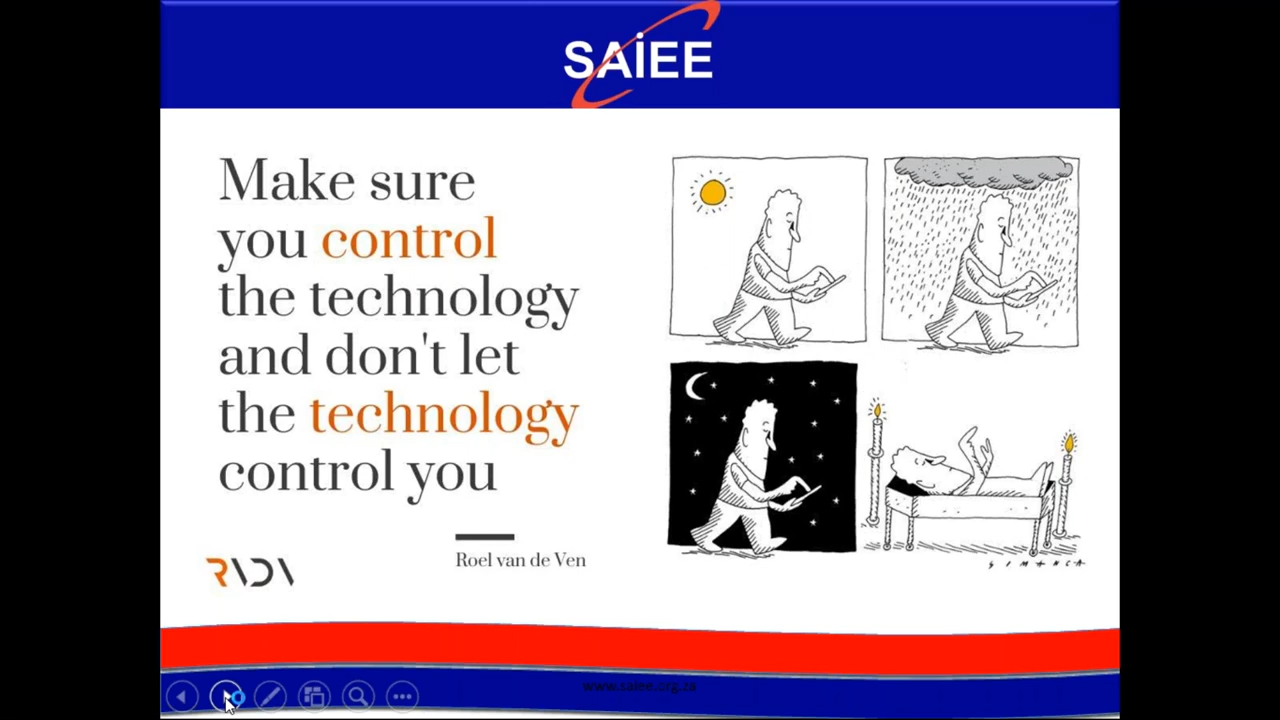 SAiEE
Make sure
you control
the technology
and don't let
the technology
control you
Roel van de Ven
SIMANCA
www.saiee.org.za